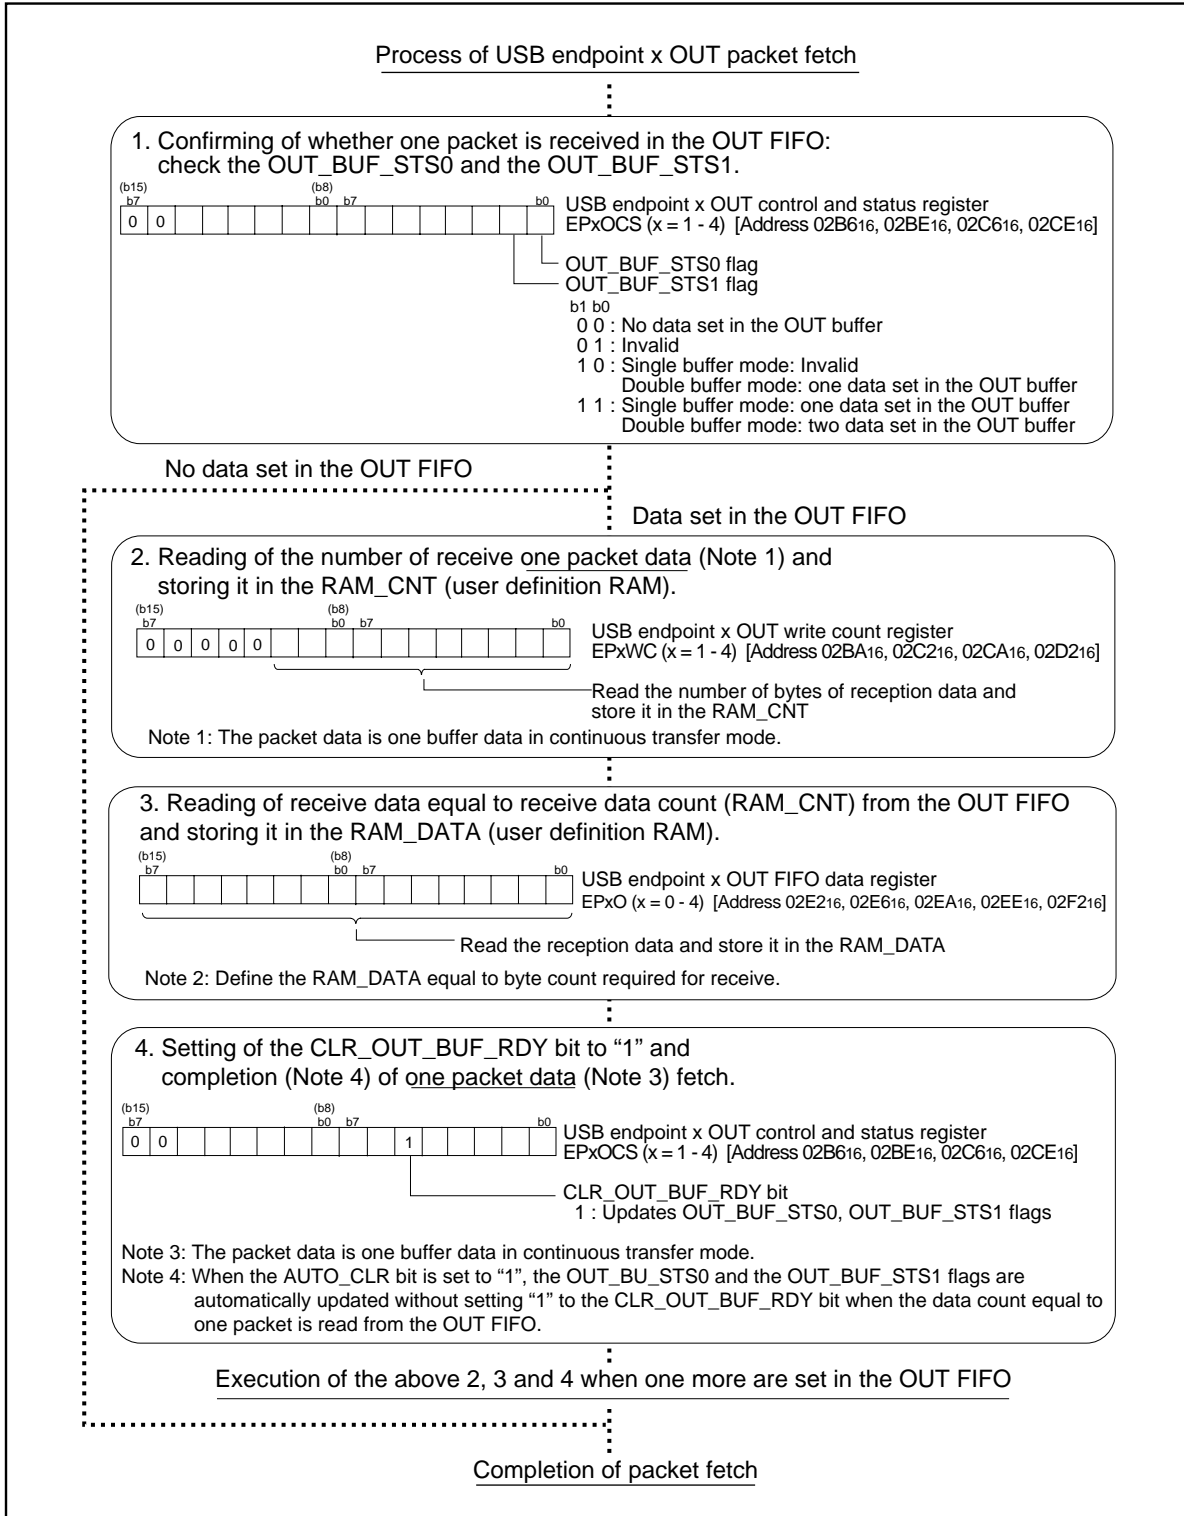 Process of USB endpoint x OUT packet fetch
1. Confirming of whether one packet is received in the OUT FIFO:
check the OUT_BUF_STS0 and the OUT_BUF_STS1.
(b15) (b8)
b7 b0 b7 b0
0 0
USB endpoint x OUT control and status register
EPxOCS (x = 1 - 4) [Address 02B616, 02BE16, 02C616, 02CE16]
OUT_BUF_STS0 flag
OUT_BUF_STS1 flag
b1 b0
0 0 : No data set in the OUT buffer
0 1 : Invalid
1 0 : Single buffer mode: Invalid
Double buffer mode: one data set in the OUT buffer
1 1 : Single buffer mode: one data set in the OUT buffer
Double buffer mode: two data set in the OUT buffer
No data set in the OUT FIFO
Data set in the OUT FIFO
2. Reading of the number of receive one packet data (Note 1) and
storing it in the RAM_CNT (user definition RAM).
(b15) (b8)
b7 b0 b7 b0
0 0 0 0 0
USB endpoint x OUT write count register
EPxWC (x = 1 - 4) [Address 02BA16, 02C216, 02CA16, 02D216]
Read the number of bytes of reception data and
store it in the RAM_CNT
Note 1: The packet data is one buffer data in continuous transfer mode.
3. Reading of receive data equal to receive data count (RAM_CNT) from the OUT FIFO
and storing it in the RAM_DATA (user definition RAM).
(b15) (b8)
b7 b0 b7 b0
USB endpoint x OUT FIFO data register
EPxO (x = 0 - 4) [Address 02E216, 02E616, 02EA16, 02EE16, 02F216]
Read the reception data and store it in the RAM_DATA
Note 2: Define the RAM_DATA equal to byte count required for receive.
4. Setting of the CLR_OUT_BUF_RDY bit to “1” and
completion (Note 4) of one packet data (Note 3) fetch.
(b15) (b8)
b7 b0 b7 b0
0 0 1
USB endpoint x OUT control and status register
EPxOCS (x = 1 - 4) [Address 02B616, 02BE16, 02C616, 02CE16]
CLR_OUT_BUF_RDY bit
1 : Updates OUT_BUF_STS0, OUT_BUF_STS1 flags
Note 3: The packet data is one buffer data in continuous transfer mode.
Note 4: When the AUTO_CLR bit is set to “1”, the OUT_BU_STS0 and the OUT_BUF_STS1 flags are
automatically updated without setting “1” to the CLR_OUT_BUF_RDY bit when the data count equal to
one packet is read from the OUT FIFO.
Execution of the above 2, 3 and 4 when one more are set in the OUT FIFO
Completion of packet fetch